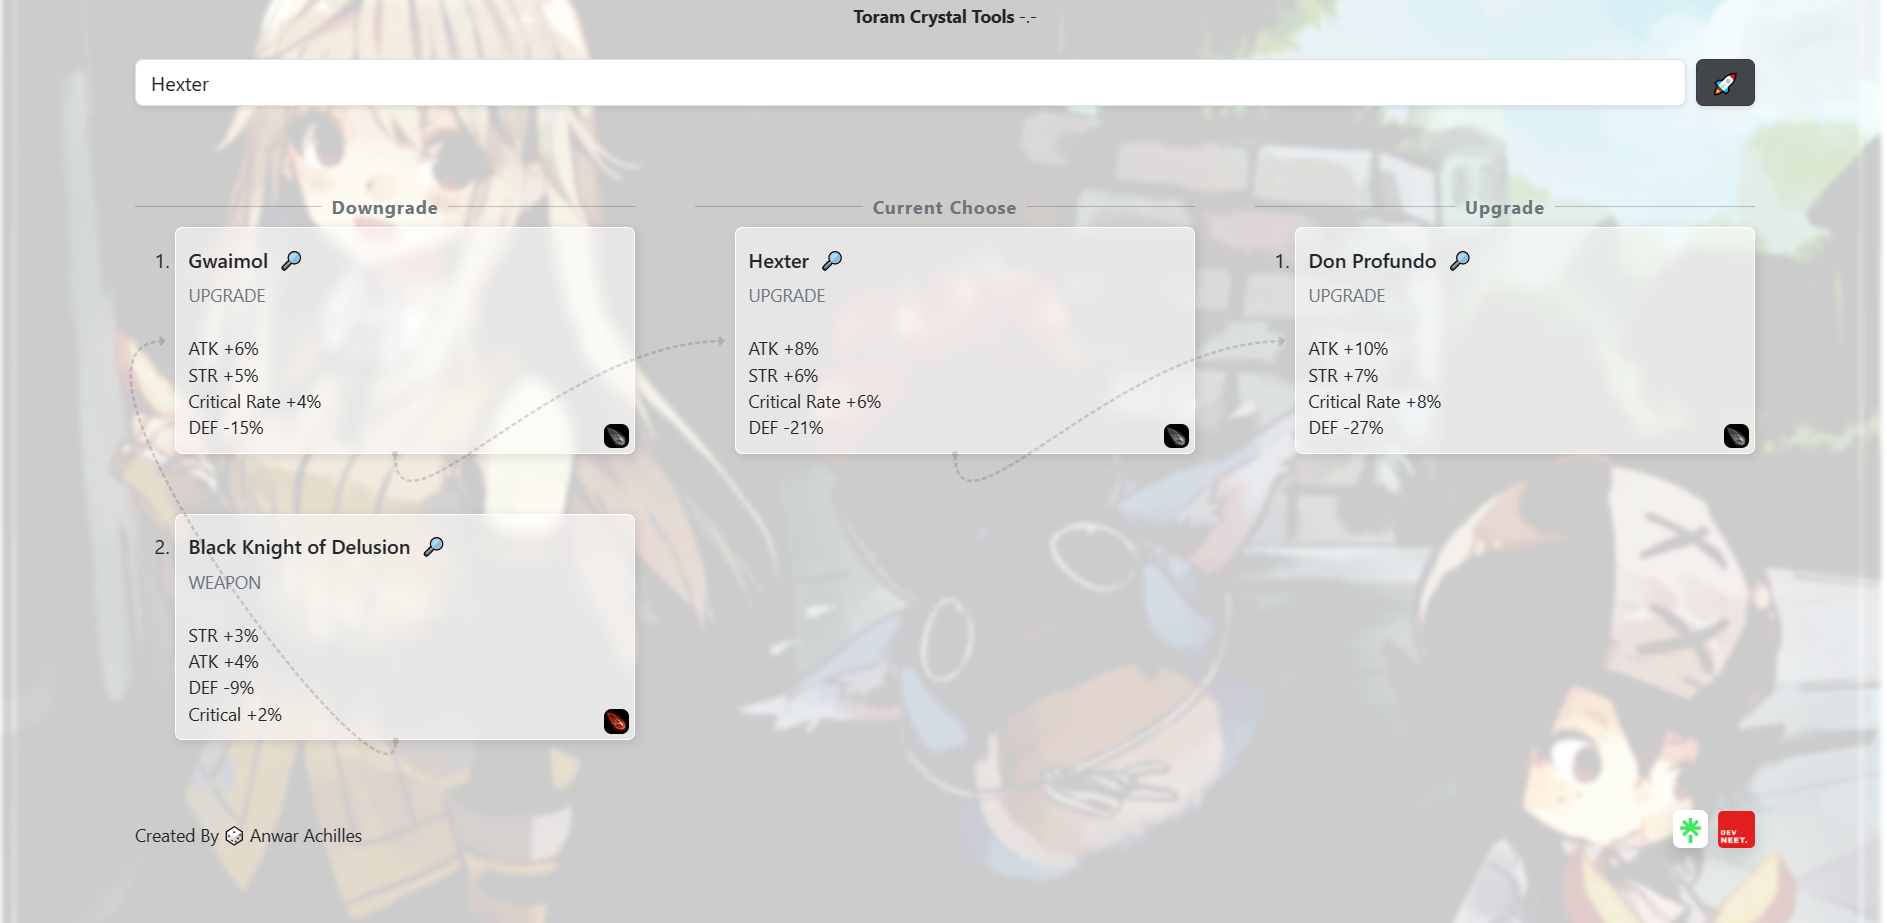 Toram Crystal Tools -.-
Hexter
Downgrade
1. Gwaimol
UPGRADE
ATK +6%
STR +5%
Critical Rate +4%
DEF -15%
2. Black Knight of Delusion
WEAPON
STR +3%
ATK +4%
DEF -9%
Critical +2%
Current Choose
Hexter
UPGRADE
ATK +8%
STR +6%
Critical Rate +6%
DEF -21%
Upgrade
1. Don Profundo
UPGRADE
ATK +10%
STR +7%
Critical Rate +8%
DEF -27%
Created By Anwar Achilles
DEV
NEET.